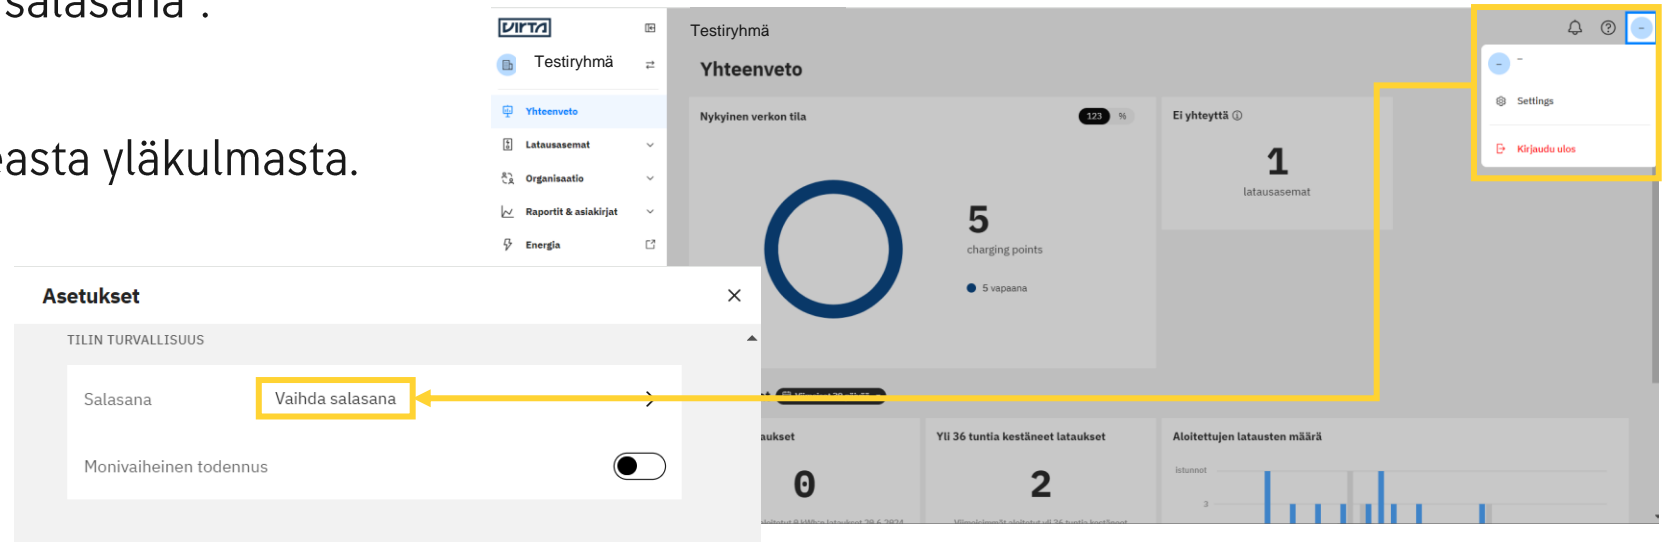 salasana".
easta yläkulmasta.
VIRTA
Testiryhmä
Yhteenveto
Latausasemat
Organisaatio
Raportit & asiakirjat
Energia
Testiryhmä
Yhteenveto
Nykyinen verkon tila
123 %
5
charging points
5 vapaana
Ei yhteyttä
1
latausasemat
–
–
–
Settings
Kirjaudu ulos
Asetukset
TILIN TURVALLISUUS
Salasana
Vaihda salasana
Monivaiheinen todennus
aukset
0
Yli 36 tuntia kestäneet lataukset
2
Aloitettujen latausten määrä
istunnot
3